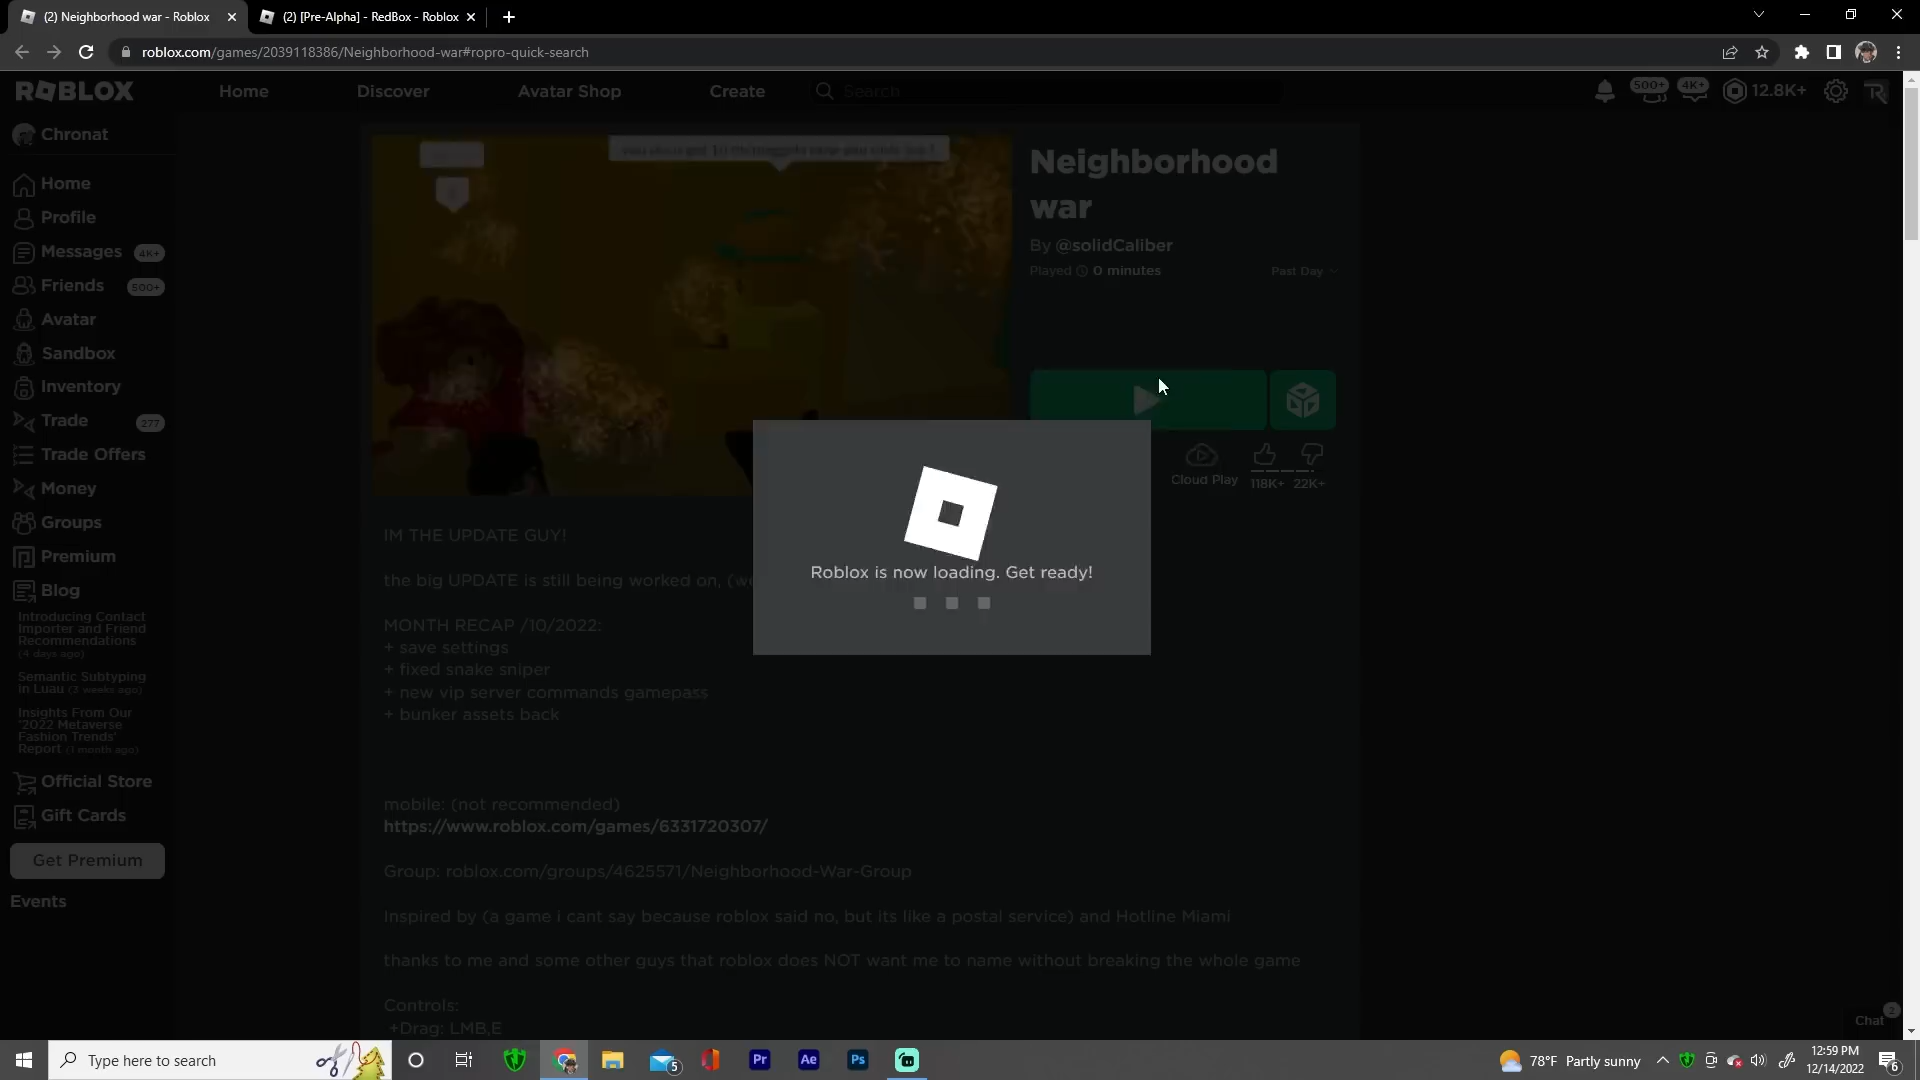 (2) Neighborhood war - Roblox
(2) [Pre-Alpha] - RedBox - Roblox
roblox.com/games/2039118386/Neighborhood-war#ropro-quick-search
ROBLOX
Home
Discover
Avatar Shop
Create
Search
500+
4K+
12.8K+
Chronat
Home
Profile
Messages 4K+
Friends 500+
Avatar
Sandbox
Inventory
Trade 277
Trade Offers
Money
Groups
Premium
Blog
Introducing Contact
Importer and Friend
Recommendations
(4 days ago)
Semantic Subtyping
in Luau (3 weeks ago)
Insights From Our
'2022 Metaverse
Fashion Trends'
Report (1 month ago)
Official Store
Gift Cards
Get Premium
Events
Neighborhood
war
By @solidCaliber
Played 0 minutes
Past Day
Cloud Play
118K+
22K+
Roblox is now loading. Get ready!
IM THE UPDATE GUY!
the big UPDATE is still being worked on,
MONTH RECAP /10/2022:
+ save settings
+ fixed snake sniper
+ new vip server commands gamepass
+ bunker assets back
mobile: (not recommended)
https://www.roblox.com/games/6331720307/
Group: roblox.com/groups/4625571/Neighborhood-War-Group
Inspired by (a game i cant say because roblox said no, but its like a postal service) and Hotline Miami
thanks to me and some other guys that roblox does NOT want me to name without breaking the whole game
Controls:
+Drag: LMB,E
Chat 2
Type here to search
5
Pr
Ae
Ps
78°F Partly sunny
12:59 PM
12/14/2022
6